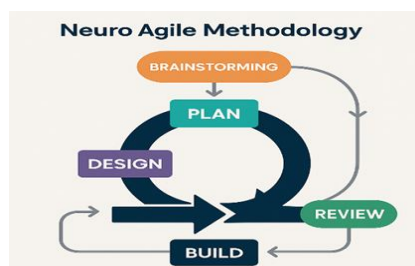 Neuro Agile Methodology
BRAINSTORMING
PLAN
DESIGN
REVIEW
BUILD